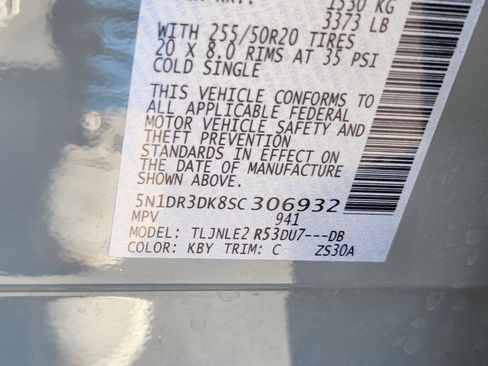 1530 KG
3373 LB
WITH 255/50R20 TIRES
20 X 8.0 RIMS AT 35 PSI
COLD SINGLE
THIS VEHICLE CONFORMS TO
ALL APPLICABLE FEDERAL
MOTOR VEHICLE SAFETY AND
THEFT PREVENTION
STANDARDS IN EFFECT ON
THE DATE OF MANUFACTURE
SHOWN ABOVE.
5N1DR3DK8SC 306932
MPV 941
MODEL: TLJNLE2 R53DU7---DB
COLOR: KBY TRIM: C ZS30A